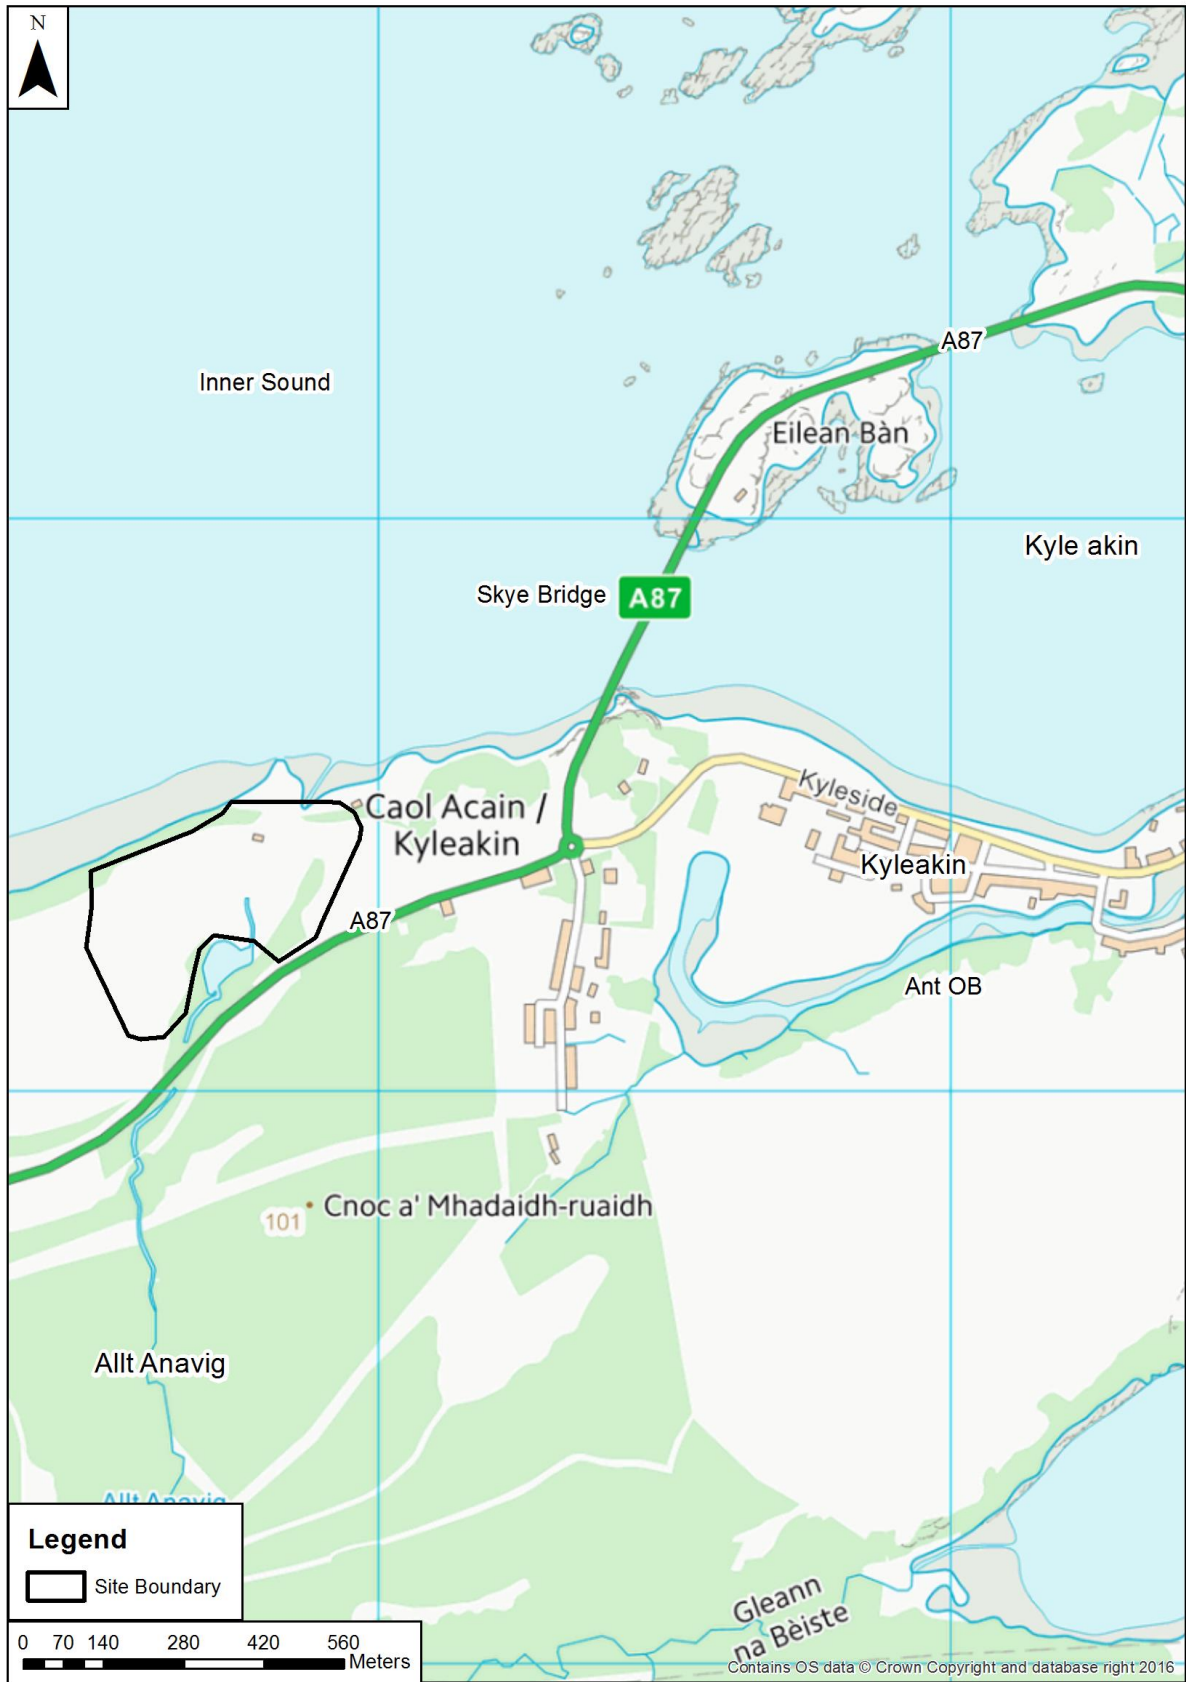 N
A87
Inner Sound
Eilean Bàn
Kyle akin
Skye Bridge
A87
Kyleside
Caol Acain /
Kyleakin
Kyleakin
A87
Ant OB
101
Cnoc a' Mhadaidh-ruaidh
Allt Anavig
Allt Anavig
Legend
Site Boundary
Gleann
na Bèiste
0 70 140 280 420 560
Meters
Contains OS data © Crown Copyright and database right 2016